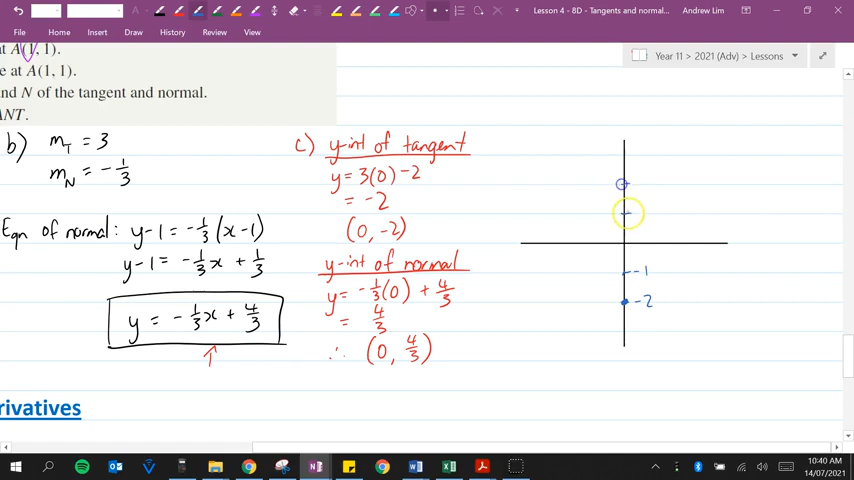 Lesson 4 - 8D - Tangents and normal...
Andrew Lim
File
Home
Insert
Draw
History
Review
View
Year 11 > 2021 (Adv) > Lessons
at A(1, 1).
e at A(1, 1).
and N of the tangent and normal.
ANT.
b) m_T = 3
m_N = -1/3
Eqn of normal: y-1 = -1/3(x-1)
y-1 = -1/3x + 1/3
y = -1/3x + 4/3
↑
c) y-int of tangent
y = 3(0) -2
= -2
(0, -2)
y-int of normal
y = -1/3(0) + 4/3
= 4/3
∴ (0, 4/3)
-1
-2
rivatives
10:40 AM
14/07/2021